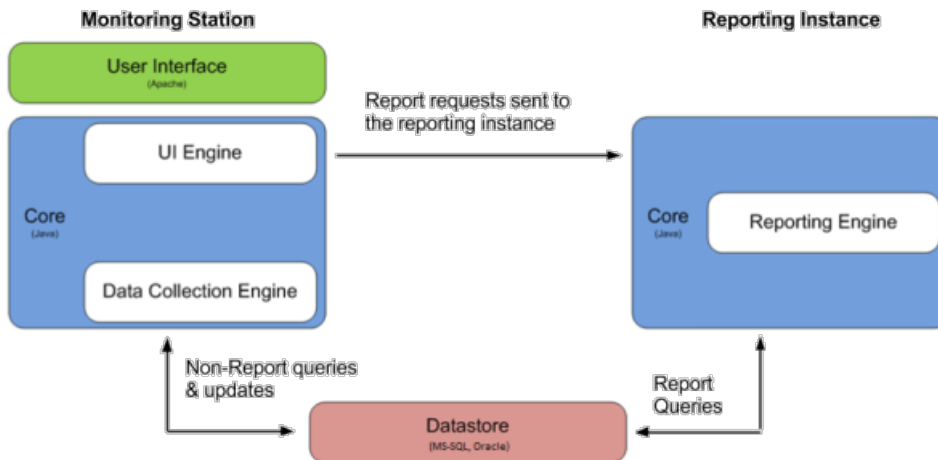 Monitoring Station
Reporting Instance
User Interface
(Apache)
Report requests sent to
the reporting instance
UI Engine
Core
(Java)
Data Collection Engine
Core
(Java)
Reporting Engine
Non-Report queries
& updates
Report
Queries
Datastore
(MS-SQL, Oracle)